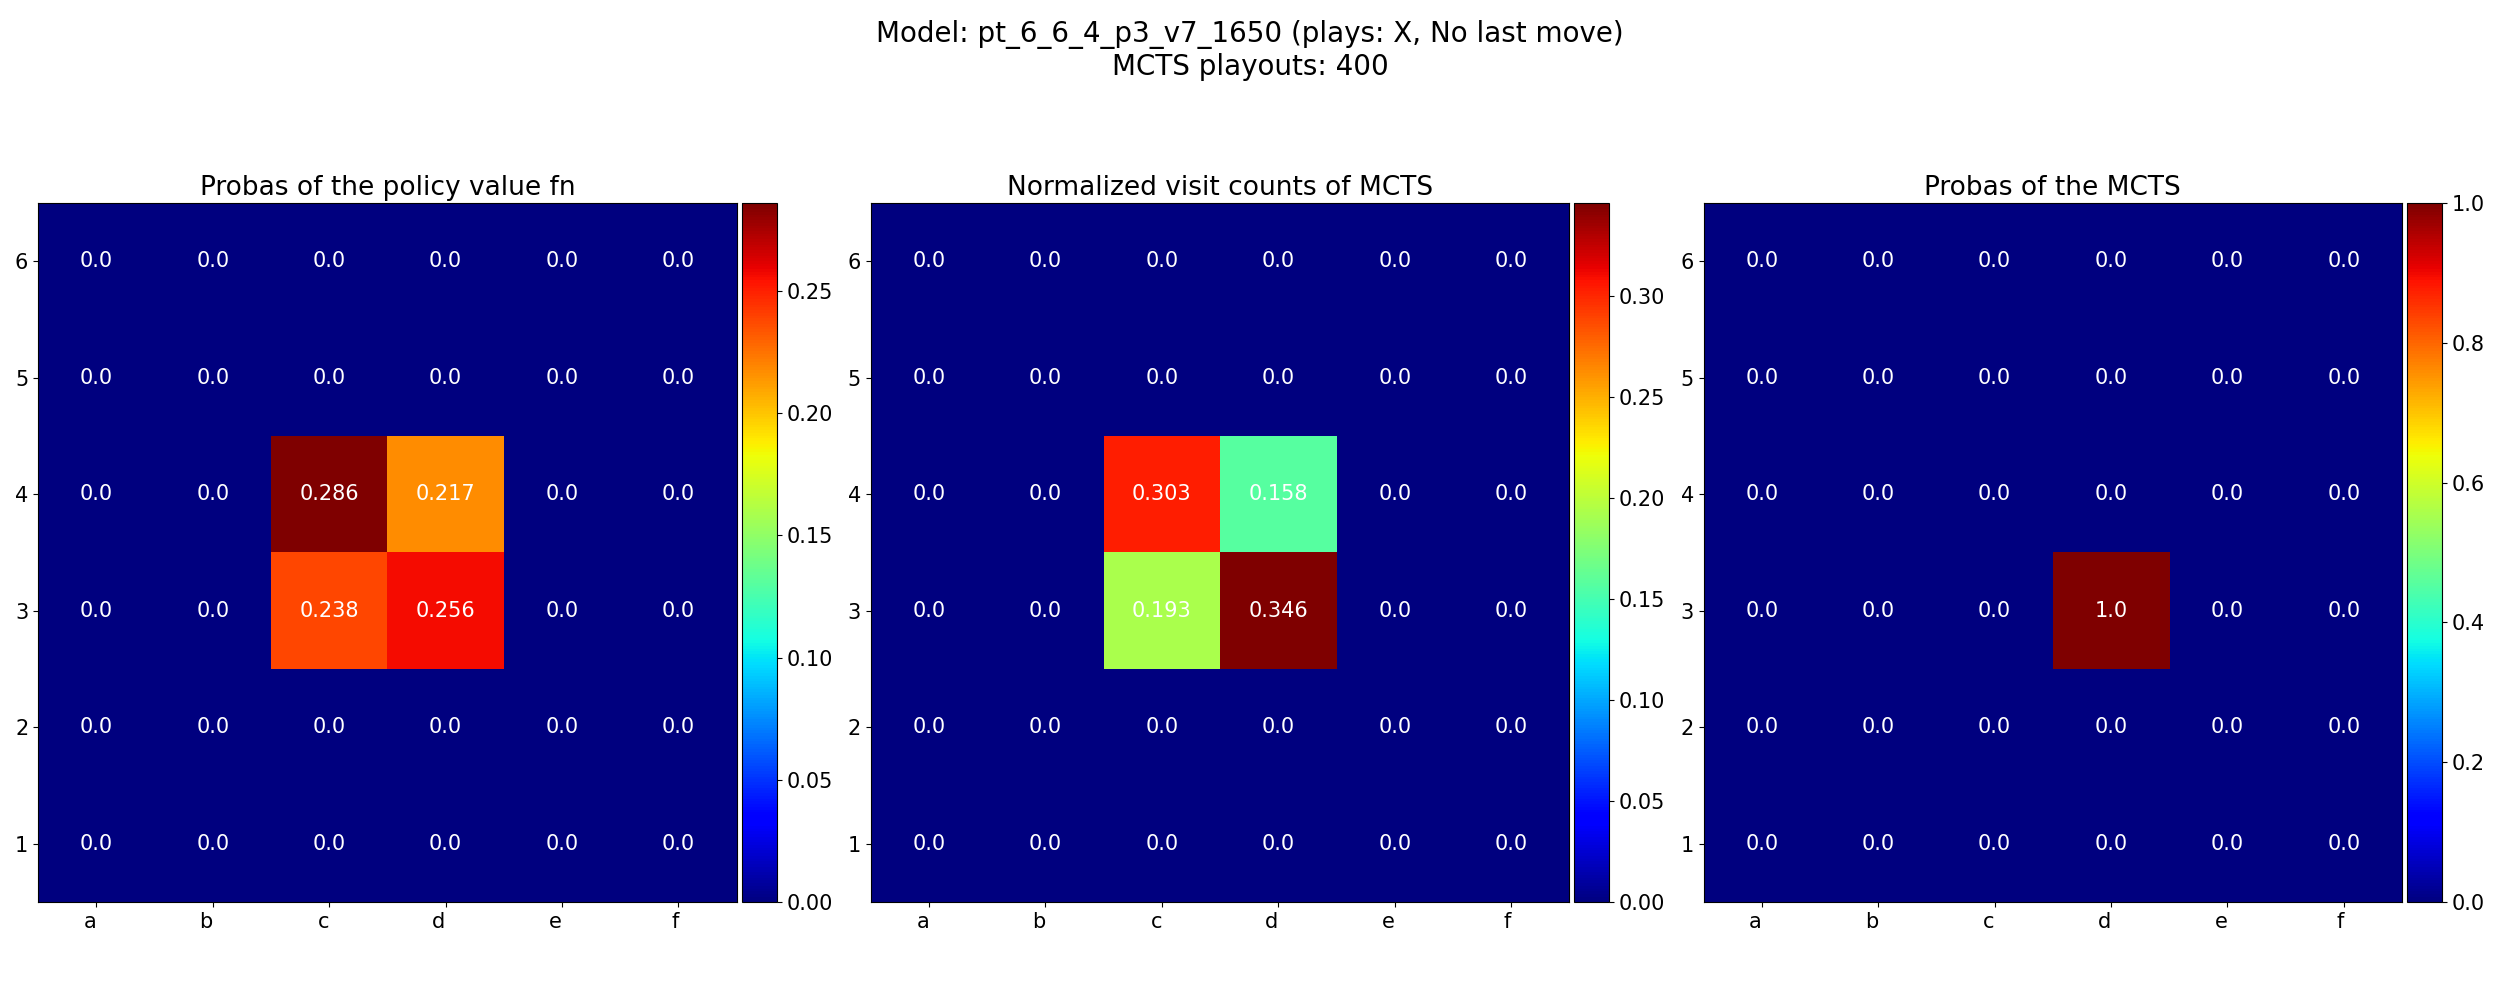 Model: pt_6_6_4_p3_v7_1650 (plays: X, No last move)
MCTS playouts: 400
Probas of the policy value fn
6 0.0 0.0 0.0 0.0 0.0 0.0
5 0.0 0.0 0.0 0.0 0.0 0.0
4 0.0 0.0 0.286 0.217 0.0 0.0
3 0.0 0.0 0.238 0.256 0.0 0.0
2 0.0 0.0 0.0 0.0 0.0 0.0
1 0.0 0.0 0.0 0.0 0.0 0.0
a b c d e f
0.25
0.20
0.15
0.10
0.05
0.00
Normalized visit counts of MCTS
6 0.0 0.0 0.0 0.0 0.0 0.0
5 0.0 0.0 0.0 0.0 0.0 0.0
4 0.0 0.0 0.303 0.158 0.0 0.0
3 0.0 0.0 0.193 0.346 0.0 0.0
2 0.0 0.0 0.0 0.0 0.0 0.0
1 0.0 0.0 0.0 0.0 0.0 0.0
a b c d e f
0.30
0.25
0.20
0.15
0.10
0.05
0.00
Probas of the MCTS
6 0.0 0.0 0.0 0.0 0.0 0.0
5 0.0 0.0 0.0 0.0 0.0 0.0
4 0.0 0.0 0.0 0.0 0.0 0.0
3 0.0 0.0 0.0 1.0 0.0 0.0
2 0.0 0.0 0.0 0.0 0.0 0.0
1 0.0 0.0 0.0 0.0 0.0 0.0
a b c d e f
1.0
0.8
0.6
0.4
0.2
0.0